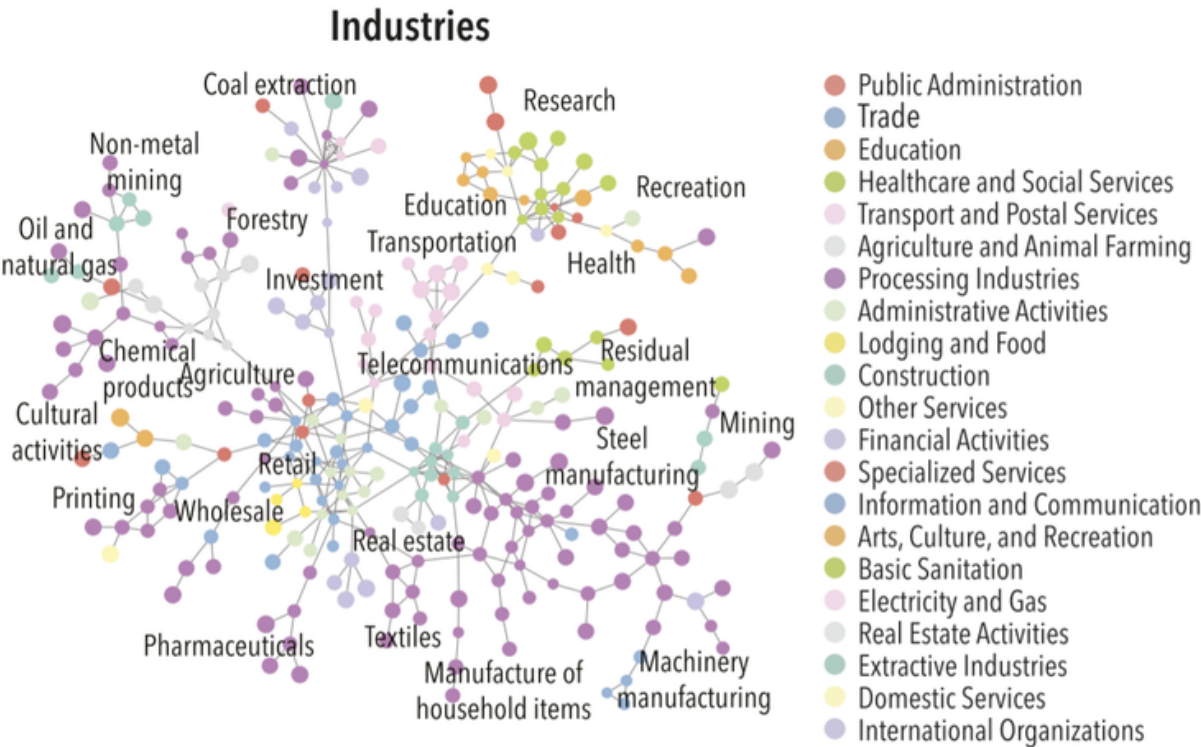 Industries
Coal extraction
Research
Non-metal
mining
Recreation
Education
Forestry
Oil and
natural gas
Transportation
Health
Investment
Chemical
products
Agriculture
Telecommunications
Residual
management
Cultural
activities
Mining
Steel
manufacturing
Retail
Printing
Wholesale
Real estate
Pharmaceuticals
Textiles
Manufacture of
household items
Machinery
manufacturing
Public Administration
Trade
Education
Healthcare and Social Services
Transport and Postal Services
Agriculture and Animal Farming
Processing Industries
Administrative Activities
Lodging and Food
Construction
Other Services
Financial Activities
Specialized Services
Information and Communication
Arts, Culture, and Recreation
Basic Sanitation
Electricity and Gas
Real Estate Activities
Extractive Industries
Domestic Services
International Organizations